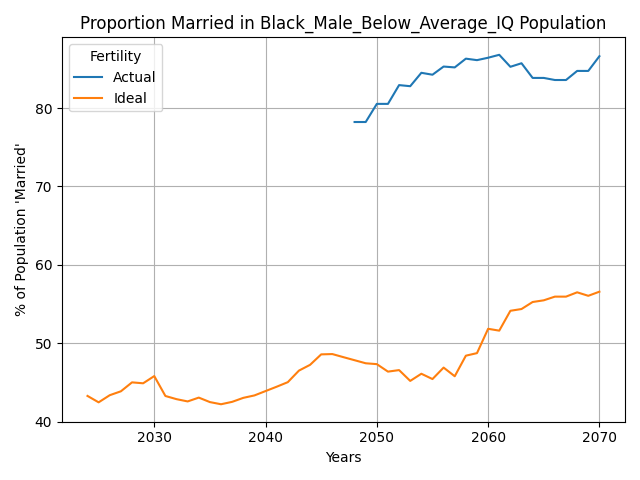 Proportion Married in Black_Male_Below_Average_IQ Population
Fertility
Actual
Ideal
% of Population 'Married'
80
70
60
50
40
2030
2040
2050
2060
2070
Years